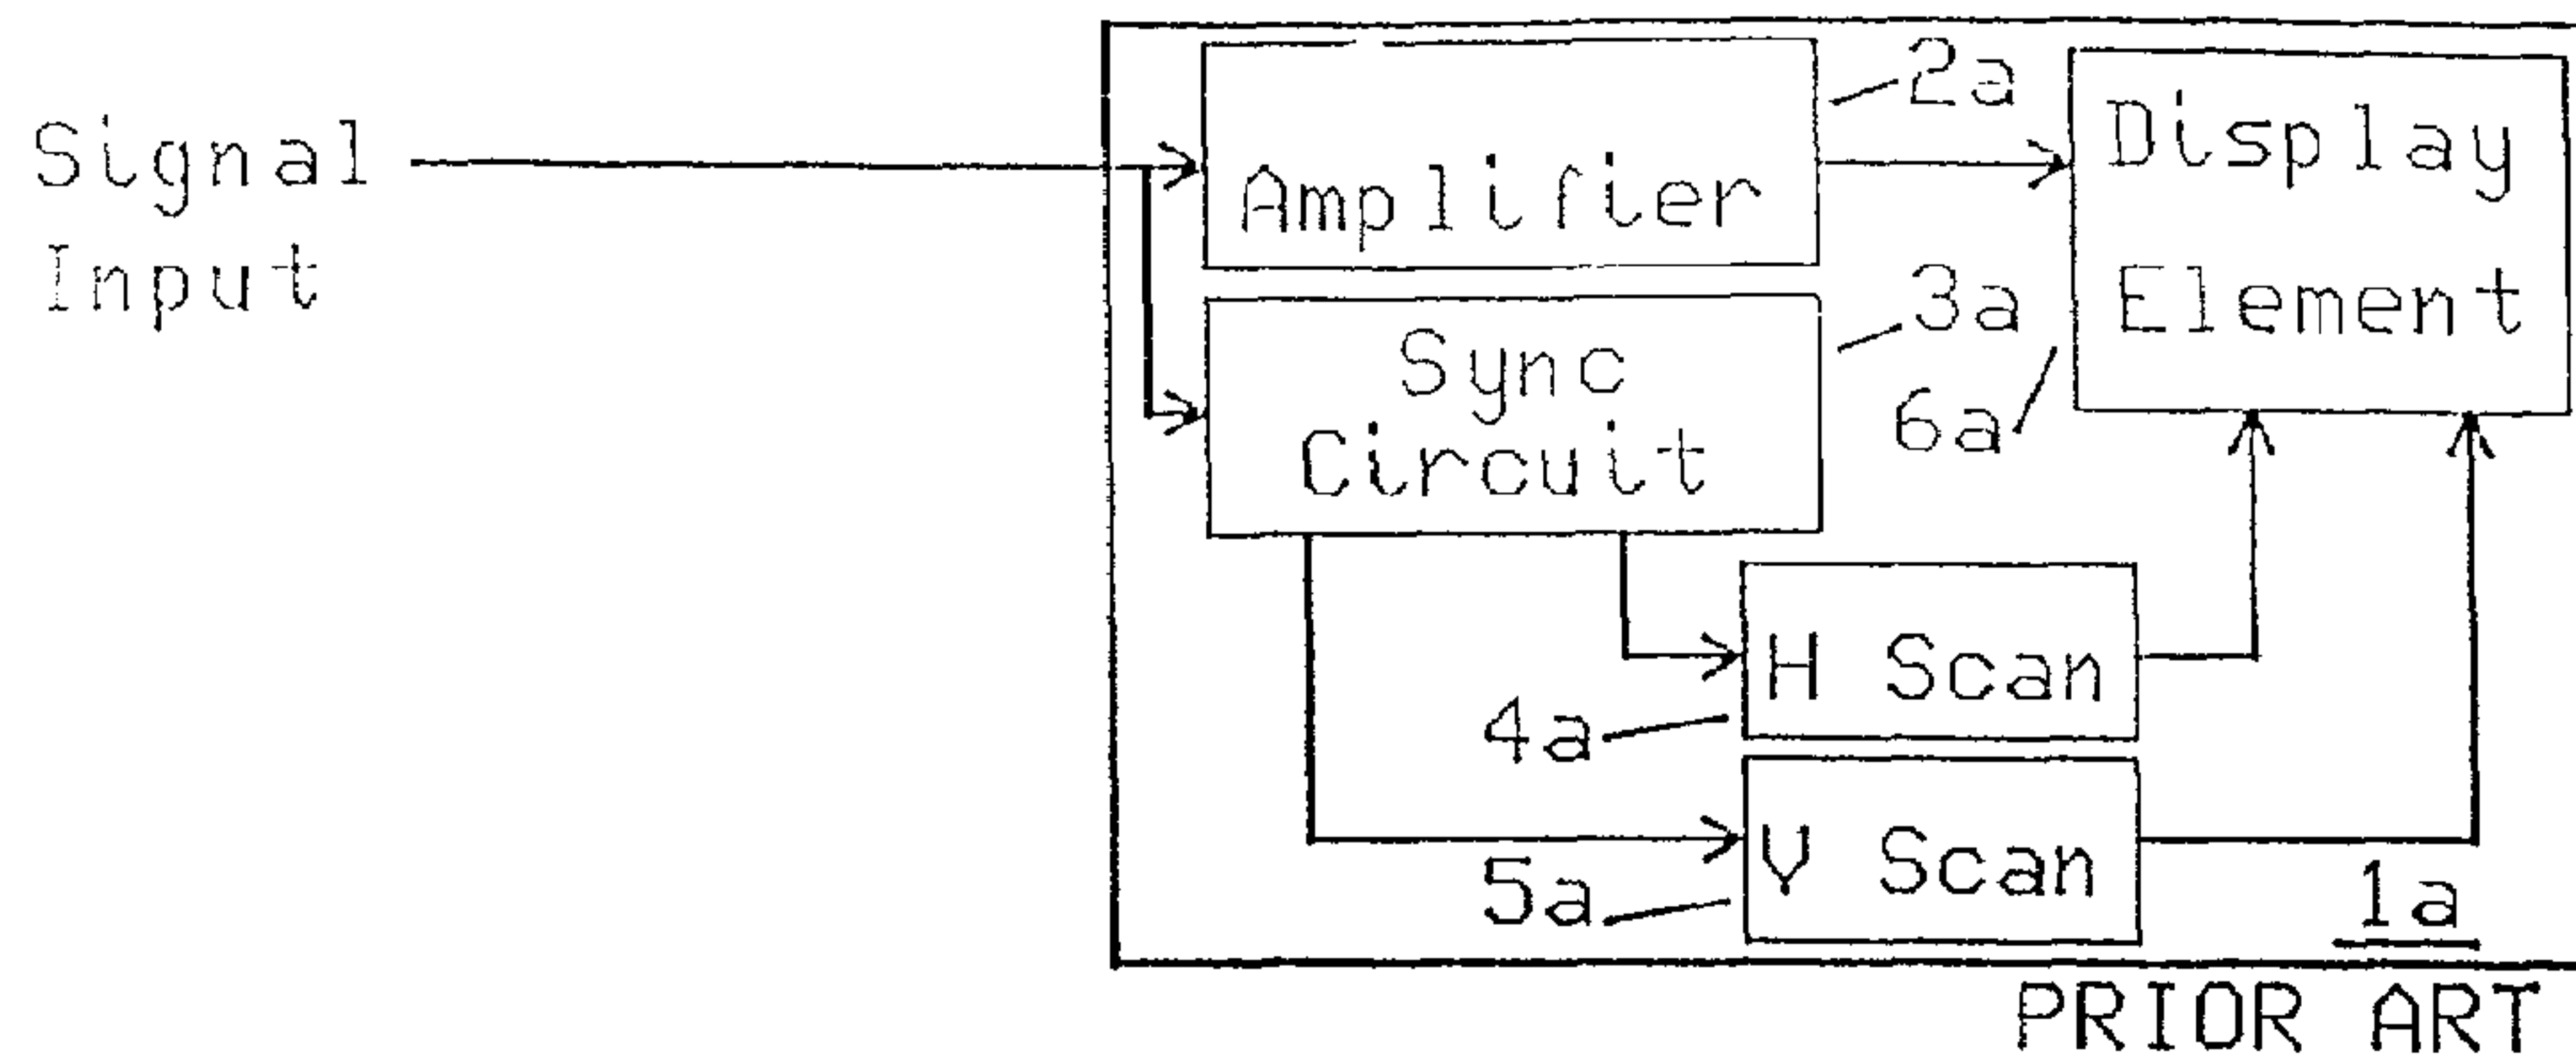 Signal
Input
Amplifier
2a
Display
Element
Sync
Circuit
3a
6a
H Scan
4a
V Scan
5a
1a
PRIOR ART